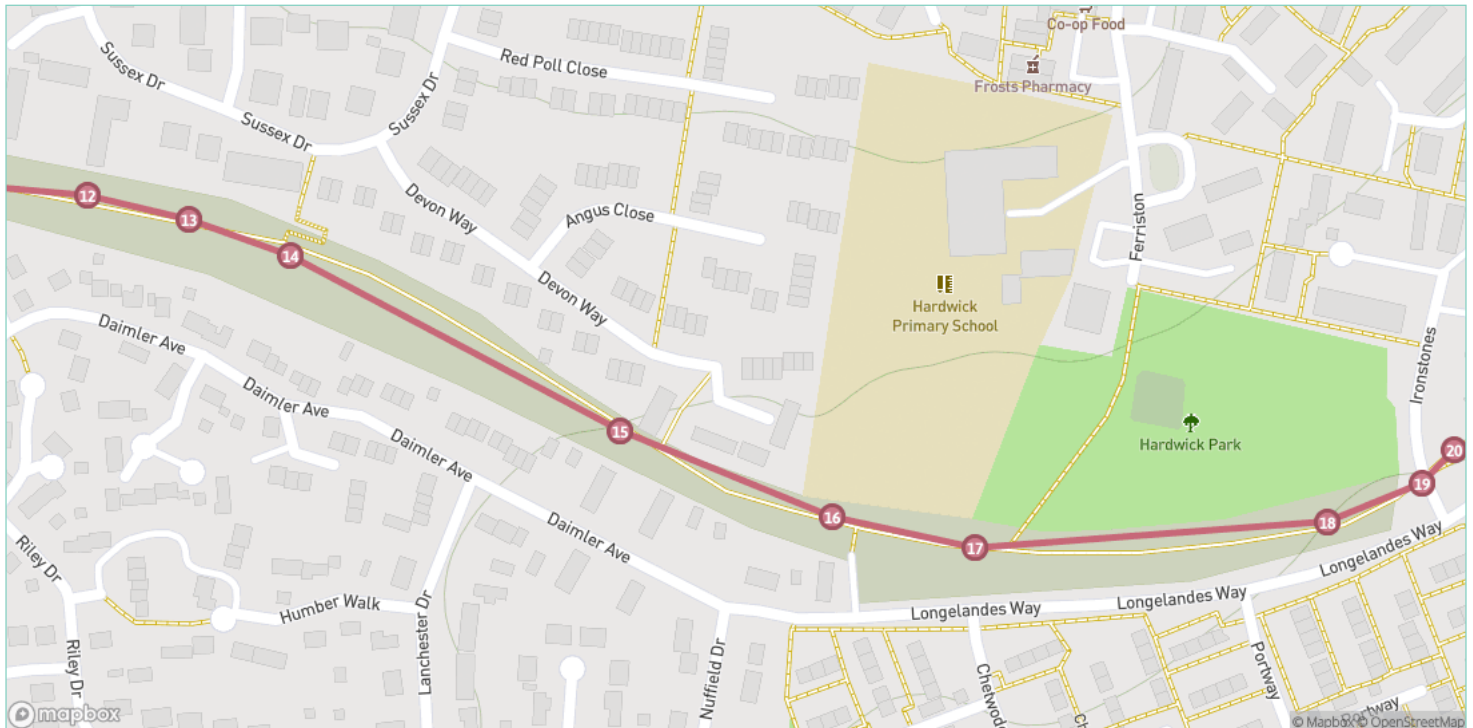 Co-op Food
Sussex Dr
Red Poll Close
Frosts Pharmacy
Sussex Dr
Sussex Dr
12
13
14
Devon Way
Angus Close
Ferriston
Devon Way
Hardwick
Primary School
Daimler Ave
Daimler Ave
Ironstones
Daimler Ave
15
Hardwick Park
20
19
16
17
18
Daimler Ave
Riley Dr
Longelandes Way
Humber Walk
Lanchester Dr
Longelandes Way
Longelandes Way
Riley Dr
Nuffield Dr
Portway
mapbox
© Mapbox © OpenStreetMap